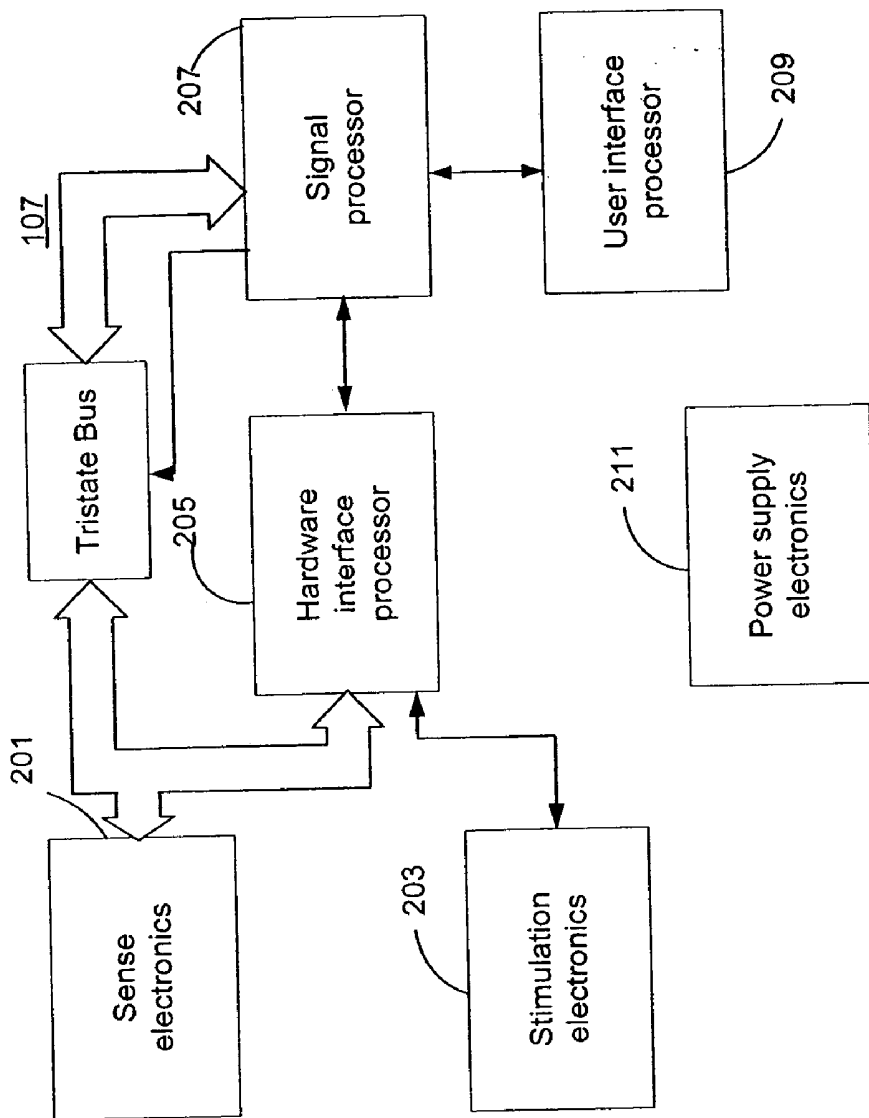 201
107
Tristate Bus
Sense
electronics
205
207
Hardware
interface
processor
Signal
processor
203
Stimulation
electronics
User interface
processor
211
209
Power supply
electronics